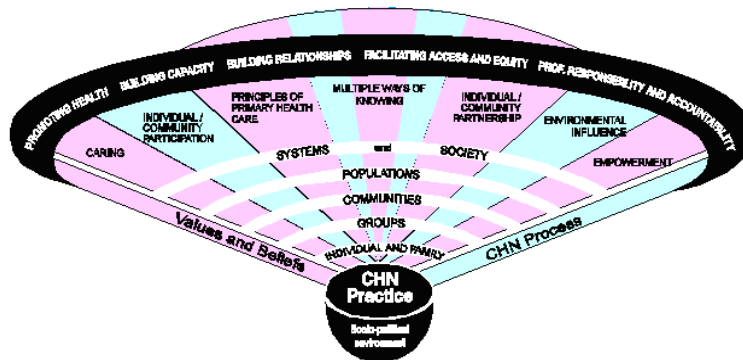 PROMOTING HEALTH BUILDING CAPACITY BUILDING RELATIONSHIPS FACILITATING ACCESS AND EQUITY PROF. RESPONSIBILITY AND ACCOUNTABILITY
CARING
INDIVIDUAL /
COMMUNITY
PARTICIPATION
PRINCIPLES OF
PRIMARY HEALTH
CARE
MULTIPLE WAYS OF
KNOWING
INDIVIDUAL /
COMMUNITY
PARTNERSHIP
ENVIRONMENTAL
INFLUENCE
EMPOWERMENT
SYSTEMS and SOCIETY
POPULATIONS
COMMUNITIES
GROUPS
INDIVIDUAL AND FAMILY
Values and Beliefs
CHN Process
CHN
Practice
Socio-political
environment